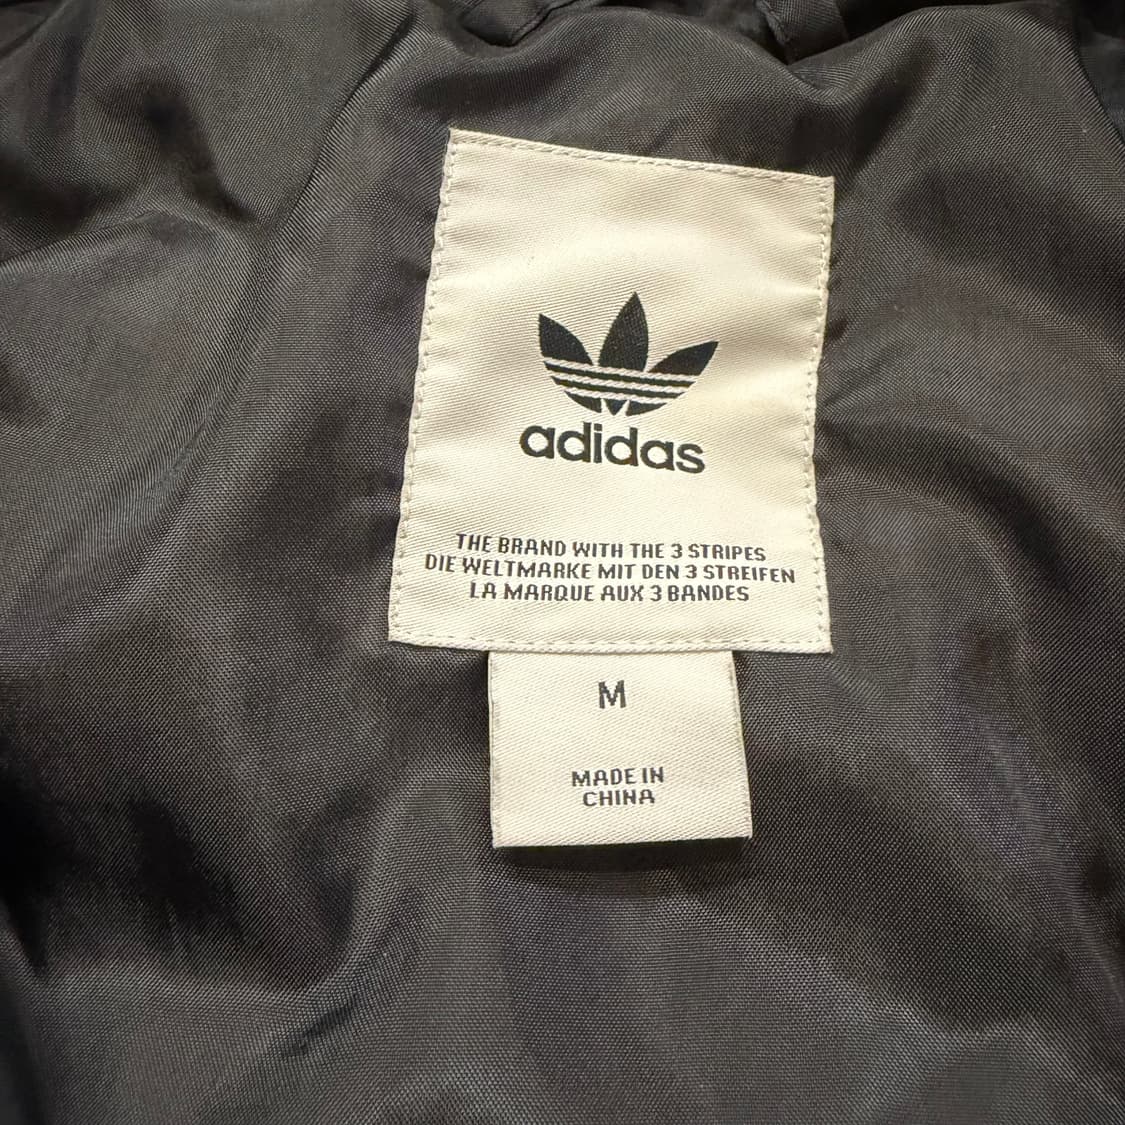 adidas
THE BRAND WITH THE 3 STRIPES
DIE WELTMARKE MIT DEN 3 STREIFEN
LA MARQUE AUX 3 BANDES
M
MADE IN
CHINA